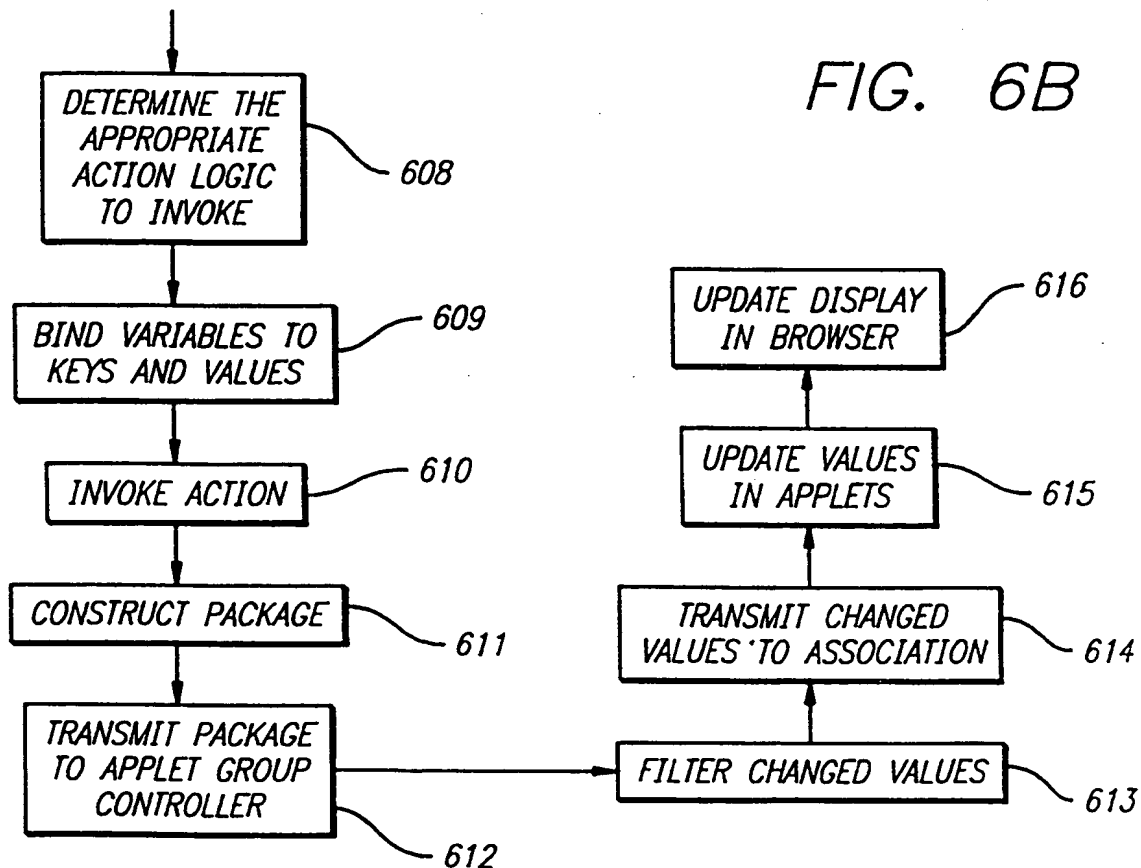 FIG. 6B
DETERMINE THE
APPROPRIATE
ACTION LOGIC
TO INVOKE
608
BIND VARIABLES TO
KEYS AND VALUES
609
INVOKE ACTION
610
CONSTRUCT PACKAGE
611
TRANSMIT PACKAGE
TO APPLET GROUP
CONTROLLER
612
FILTER CHANGED VALUES
613
TRANSMIT CHANGED
VALUES TO ASSOCIATION
614
UPDATE VALUES
IN APPLETS
615
UPDATE DISPLAY
IN BROWSER
616